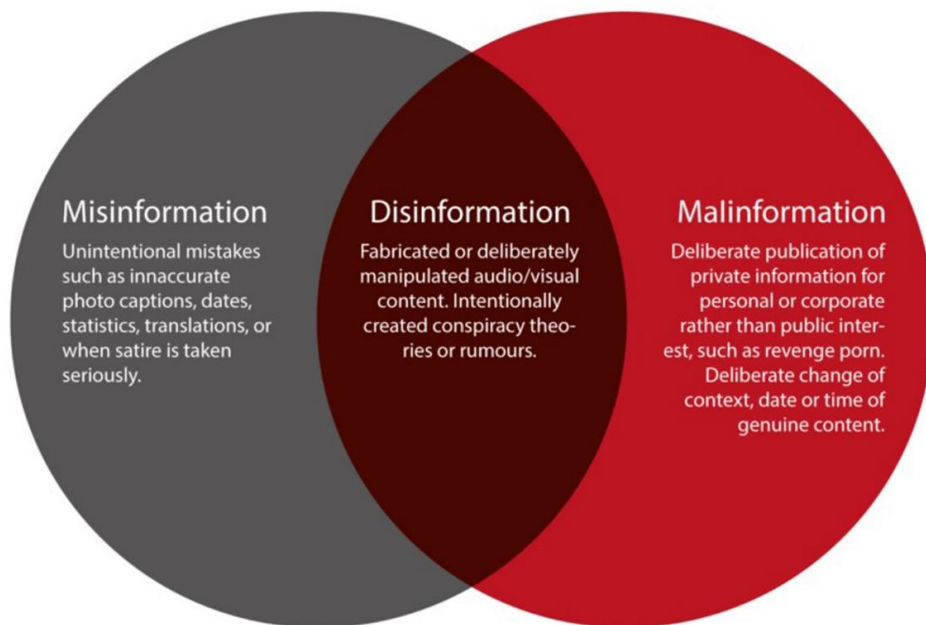 Misinformation
Unintentional mistakes
such as innaccurate
photo captions, dates,
statistics, translations, or
when satire is taken
seriously.
Disinformation
Fabricated or deliberately
manipulated audio/visual
content. Intentionally
created conspiracy theo-
ries or rumours.
Malinformation
Deliberate publication of
private information for
personal or corporate
rather than public inter-
est, such as revenge porn.
Deliberate change of
context, date or time of
genuine content.